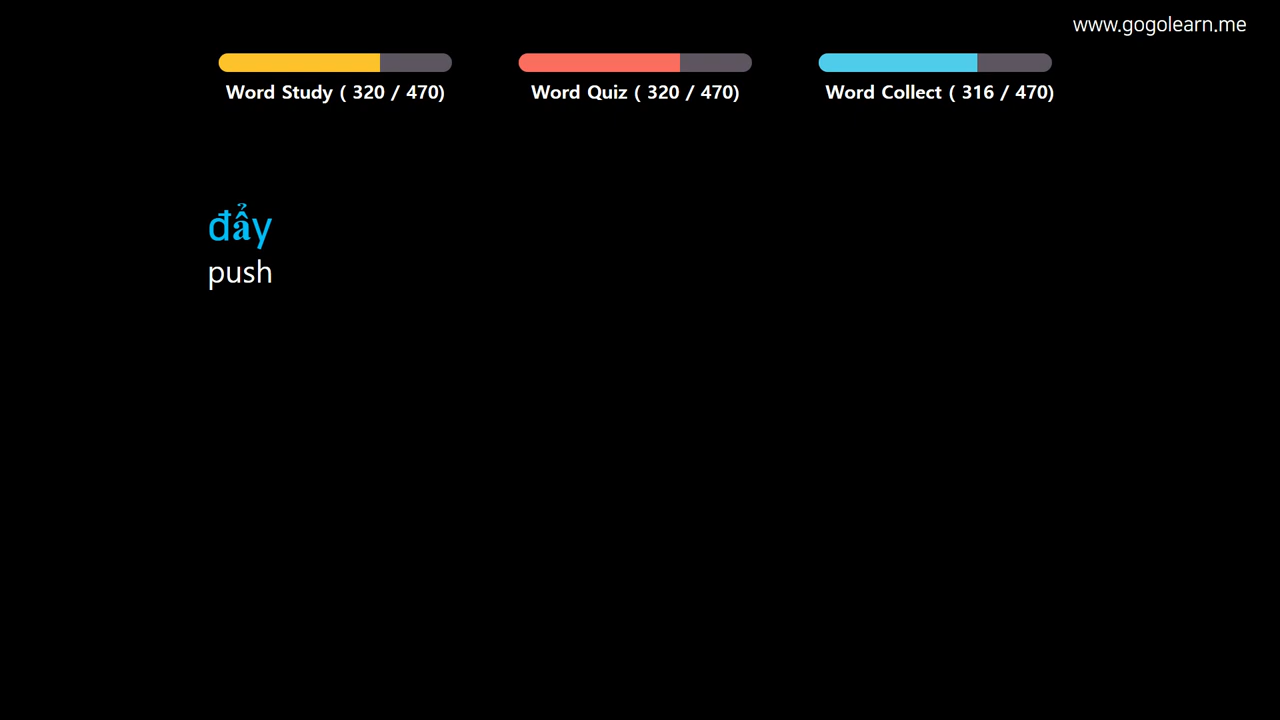 www.gogolearn.me
Word Study ( 320 / 470)
Word Quiz ( 320 / 470)
Word Collect ( 316 / 470)
đẩy
push